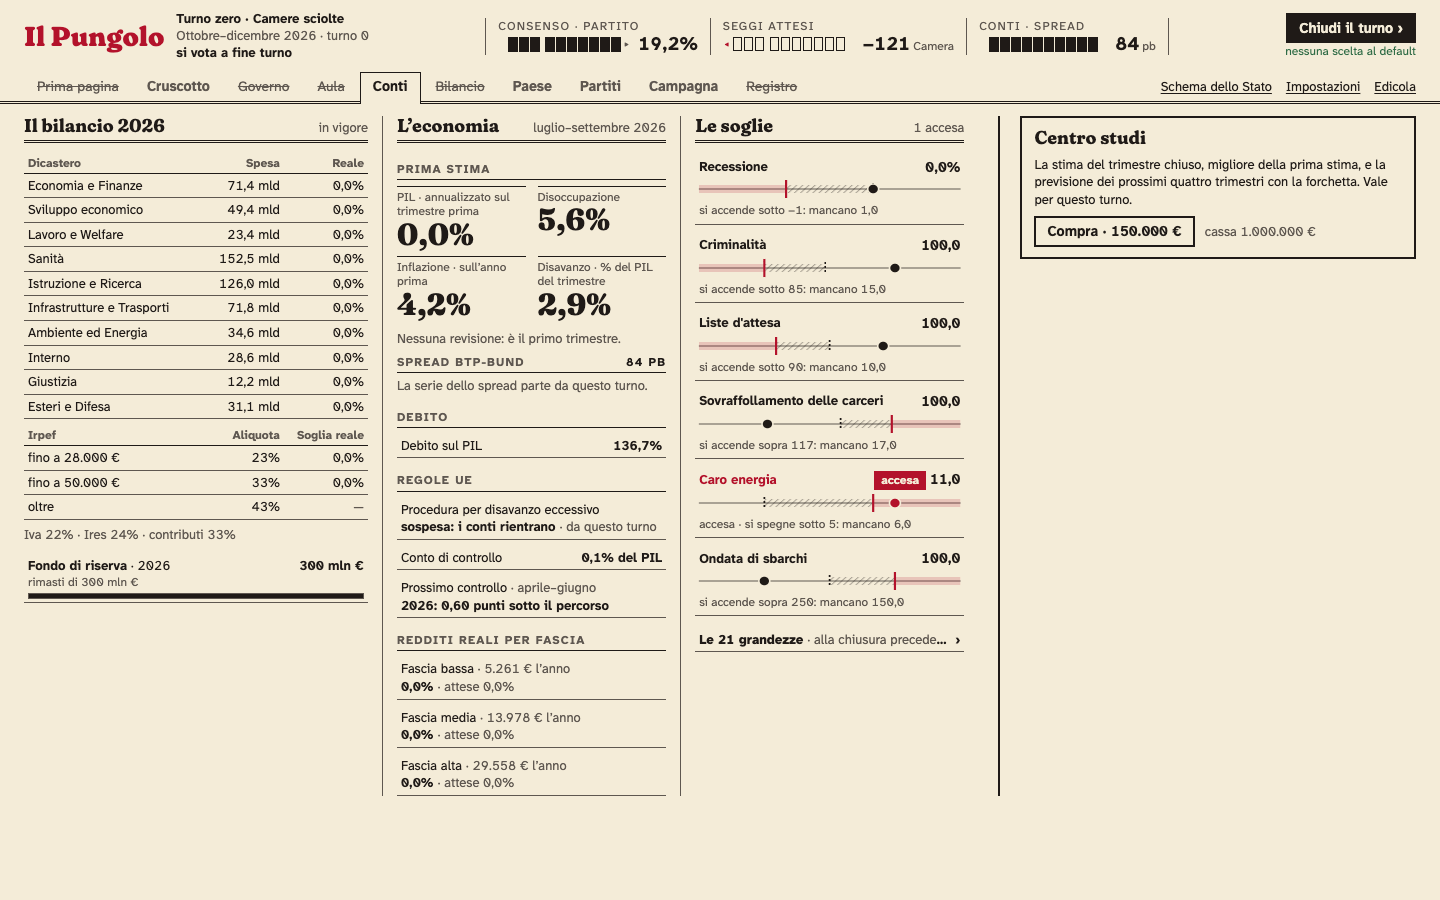 Il Pungolo
Turno zero · Camere sciolte
Ottobre–dicembre 2026 · turno 0
si vota a fine turno
CONSENSO · PARTITO
19,2%
SEGGI ATTESI
−121 Camera
CONTI · SPREAD
84 pb
Chiudi il turno ›
nessuna scelta al default
Prima pagina
Cruscotto
Governo
Aula
Conti
Bilancio
Paese
Partiti
Campagna
Registro
Schema dello Stato
Impostazioni
Edicola
Il bilancio 2026
in vigore
Dicastero Spesa Reale
Economia e Finanze 71,4 mld 0,0%
Sviluppo economico 49,4 mld 0,0%
Lavoro e Welfare 23,4 mld 0,0%
Sanità 152,5 mld 0,0%
Istruzione e Ricerca 126,0 mld 0,0%
Infrastrutture e Trasporti 71,8 mld 0,0%
Ambiente ed Energia 34,6 mld 0,0%
Interno 28,6 mld 0,0%
Giustizia 12,2 mld 0,0%
Esteri e Difesa 31,1 mld 0,0%
Irpef Aliquota Soglia reale
fino a 28.000 € 23% 0,0%
fino a 50.000 € 33% 0,0%
oltre 43% —
Iva 22% · Ires 24% · contributi 33%
Fondo di riserva · 2026 300 mln €
rimasti di 300 mln €
L’economia
luglio–settembre 2026
PRIMA STIMA
PIL · annualizzato sul
trimestre prima
0,0%
Disoccupazione
5,6%
Inflazione · sull’anno
prima
4,2%
Disavanzo · % del PIL
del trimestre
2,9%
Nessuna revisione: è il primo trimestre.
SPREAD BTP-BUND 84 PB
La serie dello spread parte da questo turno.
DEBITO
Debito sul PIL 136,7%
REGOLE UE
Procedura per disavanzo eccessivo
sospesa: i conti rientrano · da questo turno
Conto di controllo 0,1% del PIL
Prossimo controllo · aprile–giugno
2026: 0,60 punti sotto il percorso
REDDITI REALI PER FASCIA
Fascia bassa · 5.261 € l’anno
0,0% · attese 0,0%
Fascia media · 13.978 € l’anno
0,0% · attese 0,0%
Fascia alta · 29.558 € l’anno
0,0% · attese 0,0%
Le soglie
1 accesa
Recessione 0,0%
si accende sotto −1: mancano 1,0
Criminalità 100,0
si accende sotto 85: mancano 15,0
Liste d’attesa 100,0
si accende sotto 90: mancano 10,0
Sovraffollamento delle carceri 100,0
si accende sopra 117: mancano 17,0
Caro energia accesa 11,0
accesa · si spegne sotto 5: mancano 6,0
Ondata di sbarchi 100,0
si accende sopra 250: mancano 150,0
Le 21 grandezze · alla chiusura precede... ›
Centro studi
La stima del trimestre chiuso, migliore della prima stima, e la
previsione dei prossimi quattro trimestri con la forchetta. Vale
per questo turno.
Compra · 150.000 €
cassa 1.000.000 €